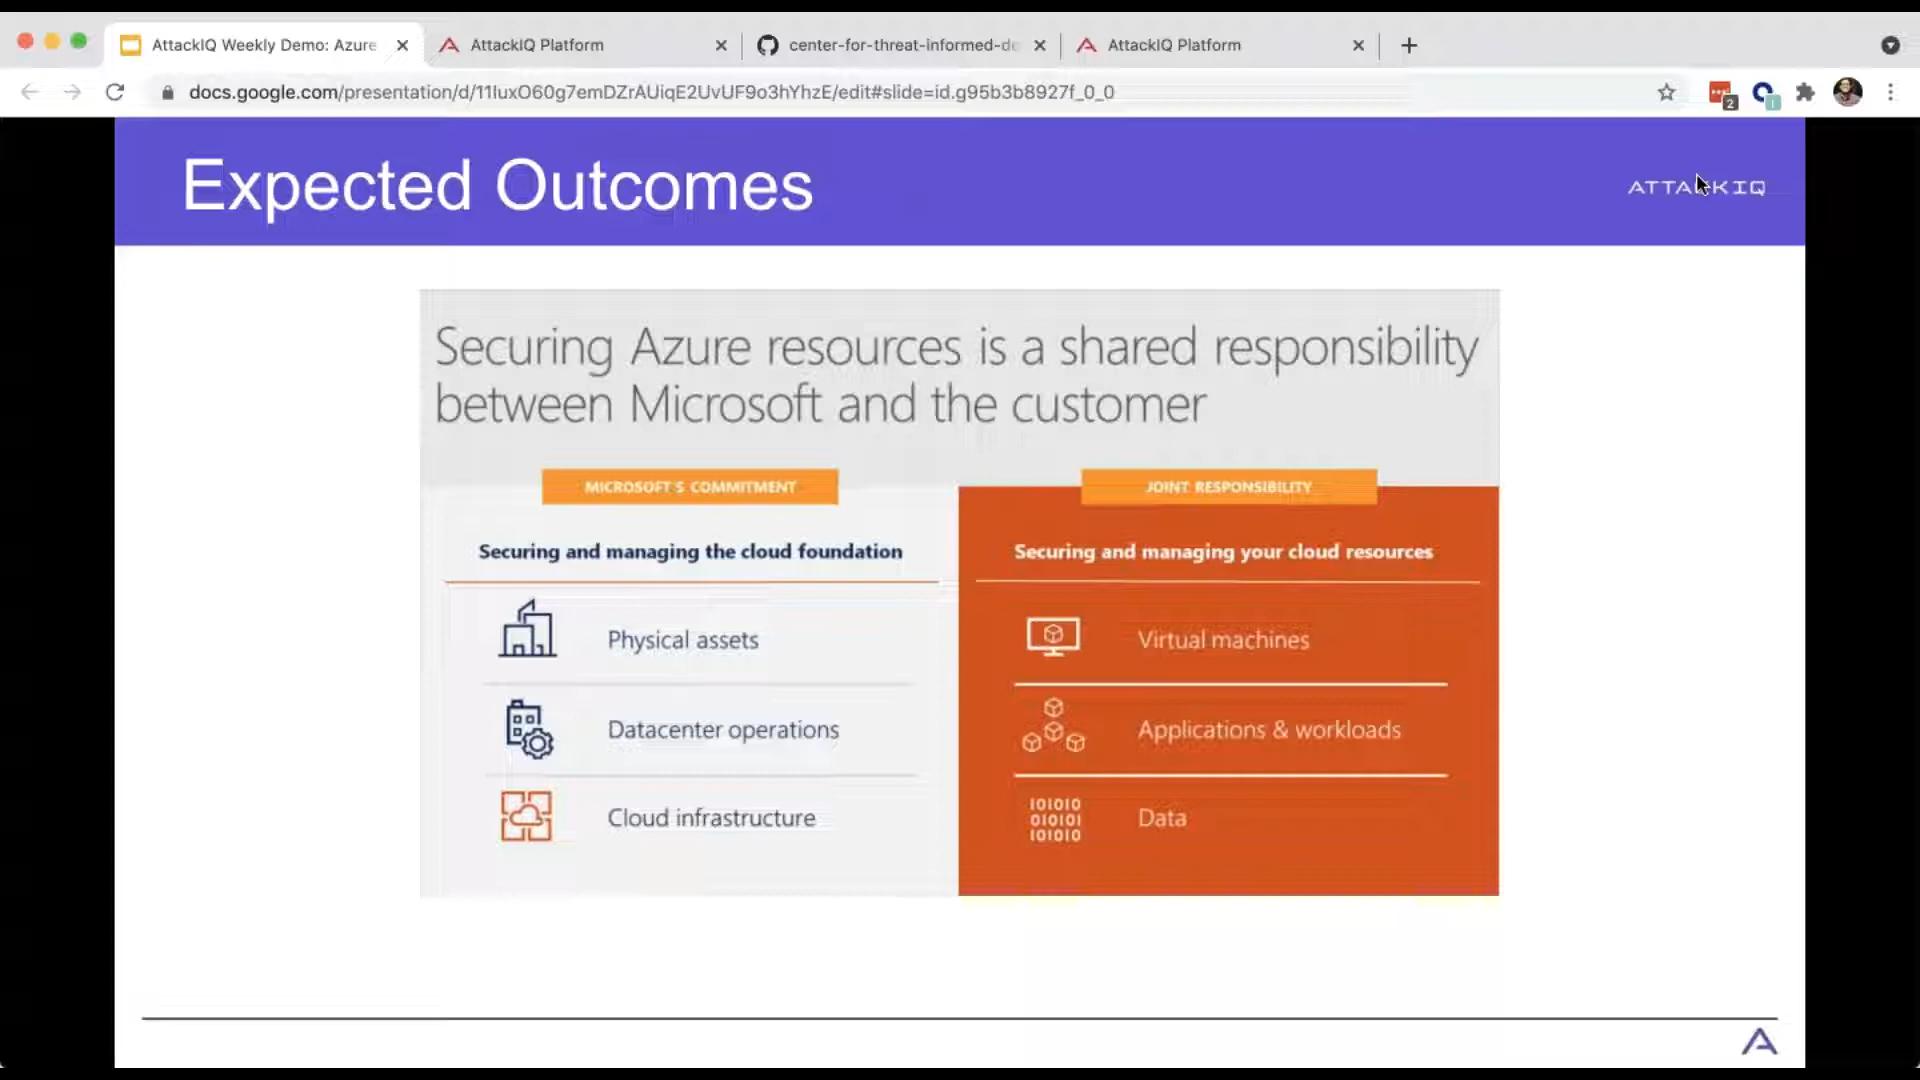 AttackIQ Weekly Demo: Azure
AttackIQ Platform
center-for-threat-informed-de
AttackIQ Platform
docs.google.com/presentation/d/11IuxO60g7emDZrAUiqE2UvUF9o3hYhzE/edit#slide=id.g95b3b8927f_0_0
2
Expected Outcomes
ATTACKIQ
Securing Azure resources is a shared responsibility
between Microsoft and the customer
MICROSOFT'S COMMITMENT
JOINT RESPONSIBILITY
Securing and managing the cloud foundation
Securing and managing your cloud resources
Physical assets
Virtual machines
Datacenter operations
Applications & workloads
Cloud infrastructure
101010
010101
101010
Data